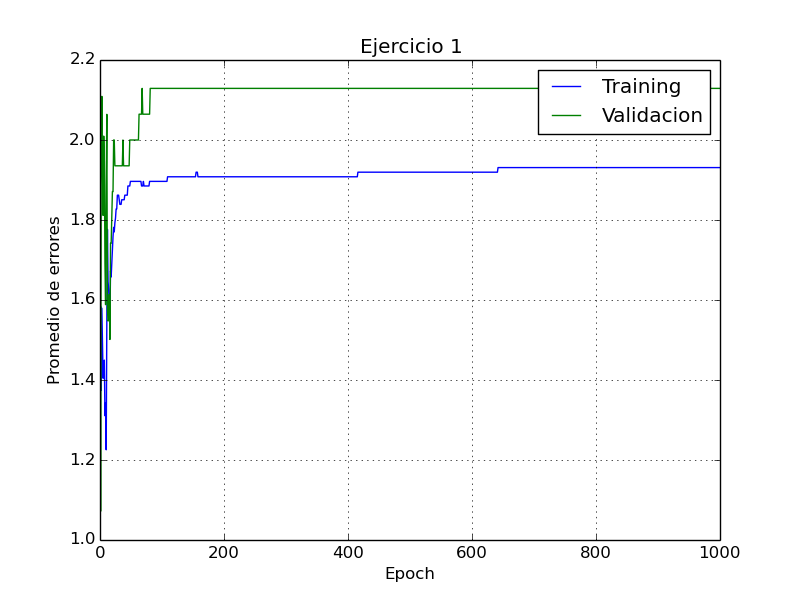 Ejercicio 1
2.2
2.0
1.8
1.6
1.4
1.2
1.0
Promedio de errores
Training
Validacion
0
200
400
600
800
1000
Epoch